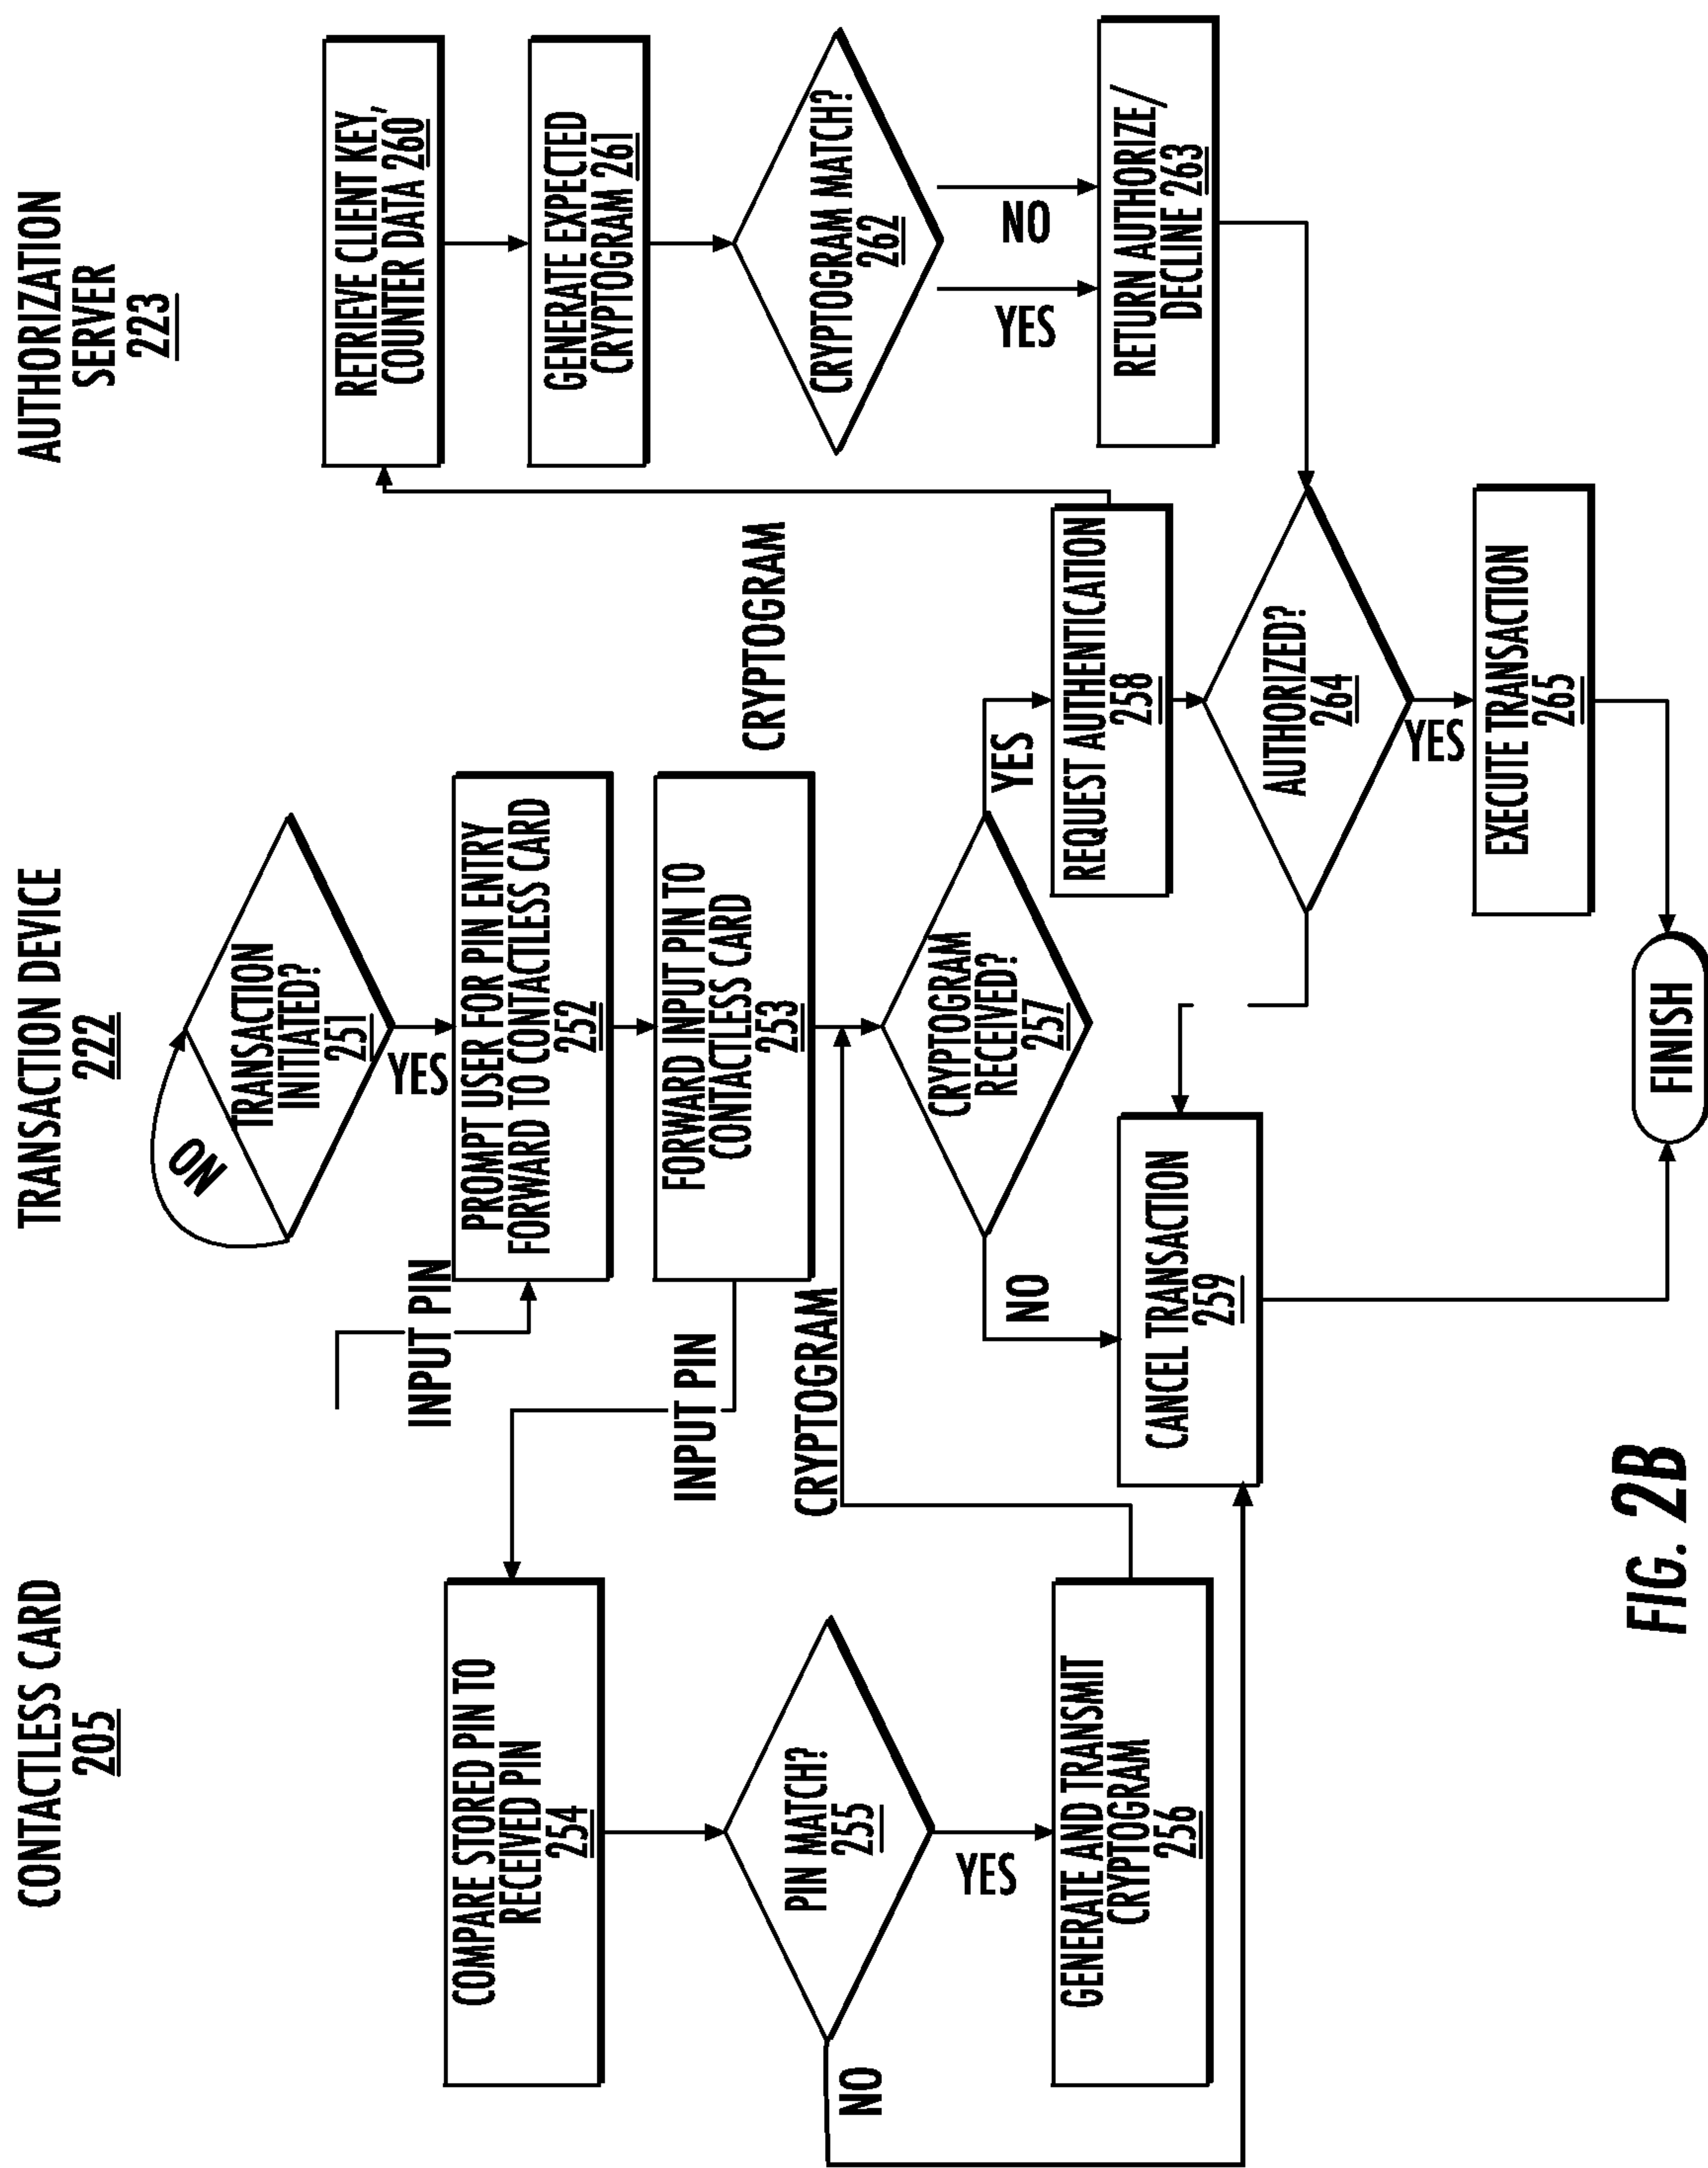 CONTACTLESS CARD
205
TRANSACTION DEVICE
222
AUTHORIZATION
SERVER
223
TRANSACTION
INITIATED?
251
NO
YES
INPUT PIN
PROMPT USER FOR PIN ENTRY
FORWARD TO CONTACTLESS CARD
252
FORWARD INPUT PIN TO
CONTACTLESS CARD
253
INPUT PIN
COMPARE STORED PIN TO
RECEIVED PIN
254
PIN MATCH?
255
NO
YES
GENERATE AND TRANSMIT
CRYPTOGRAM
256
CRYPTOGRAM
CRYPTOGRAM
RECEIVED?
257
NO
YES
CRYPTOGRAM
REQUEST AUTHENTICATION
258
CANCEL TRANSACTION
259
RETRIEVE CLIENT KEY,
COUNTER DATA 260
GENERATE EXPECTED
CRYPTOGRAM 261
CRYPTOGRAM MATCH?
262
YES
NO
RETURN AUTHORIZE/
DECLINE 263
AUTHORIZED?
264
YES
EXECUTE TRANSACTION
265
FINISH
FIG. 2B